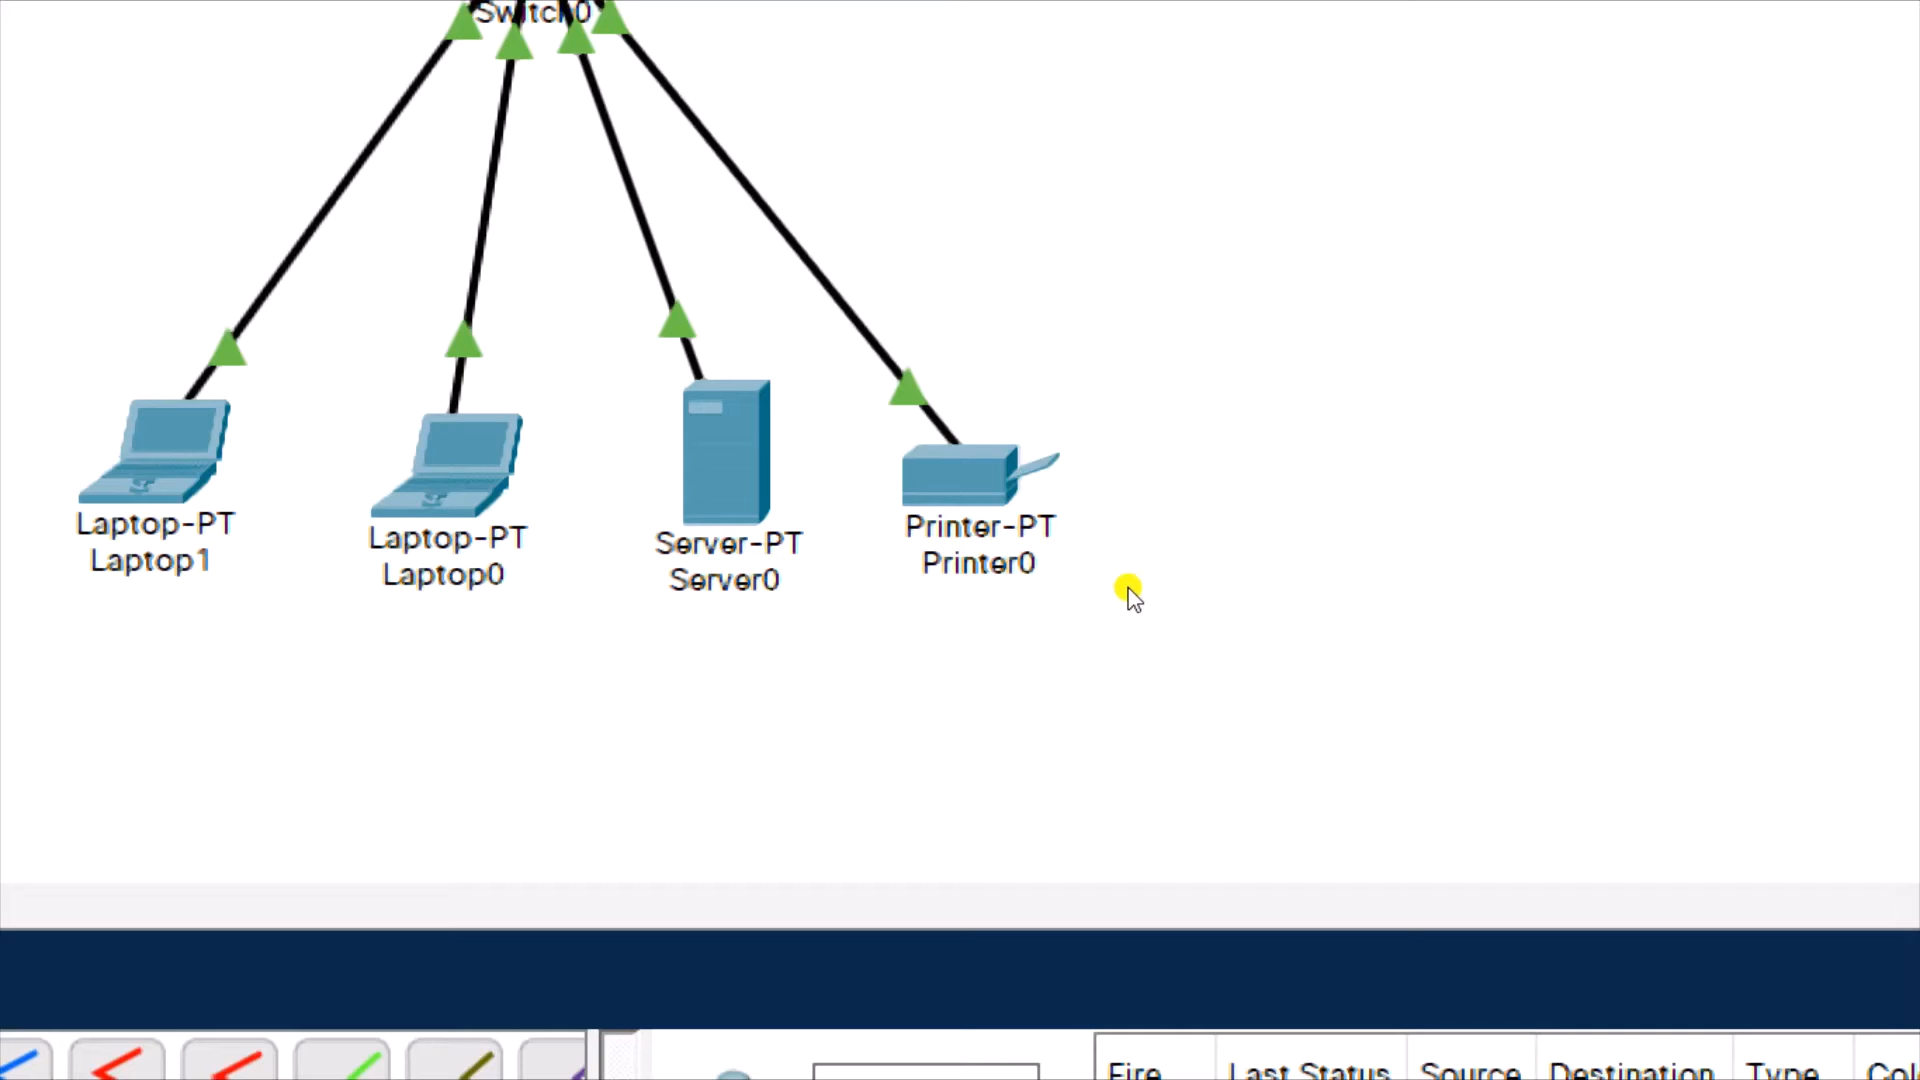 Switch0
Laptop-PT
Laptop1
Laptop-PT
Laptop0
Server-PT
Server0
Printer-PT
Printer0
Fire Last Status Source Destination Type Col